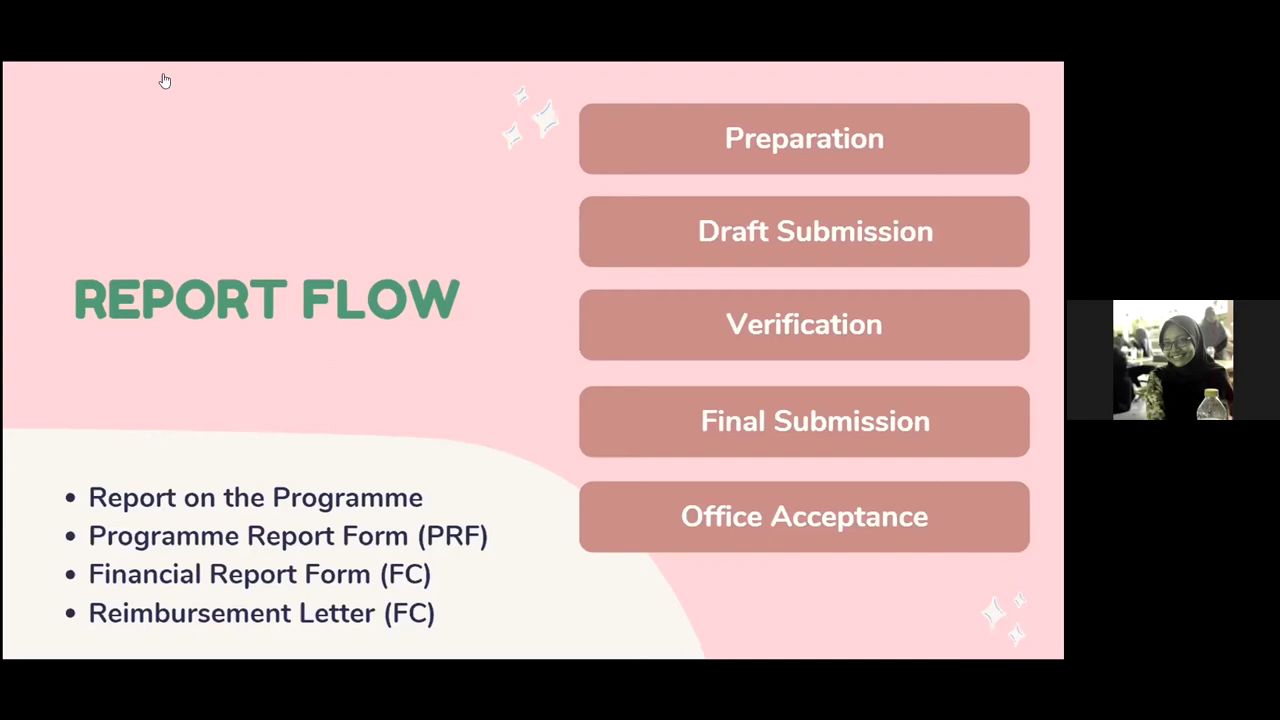 REPORT FLOW
Report on the Programme
Programme Report Form (PRF)
Financial Report Form (FC)
Reimbursement Letter (FC)
Preparation
Draft Submission
Verification
Final Submission
Office Acceptance